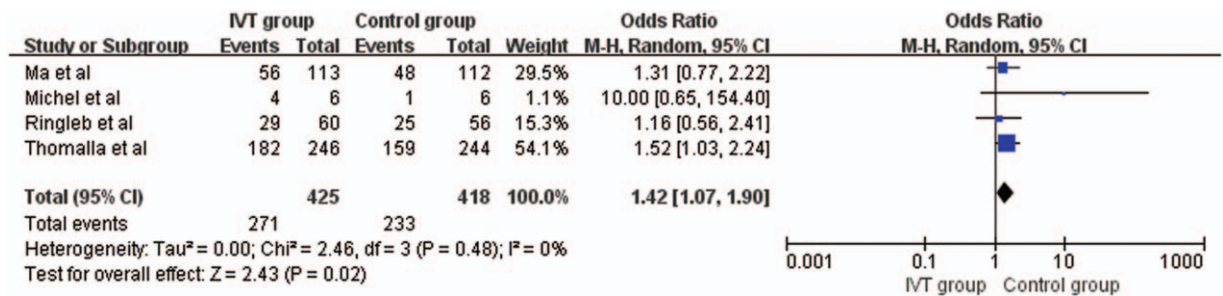 IVT group Control group Odds Ratio Odds Ratio
Study or Subgroup Events Total Events Total Weight M-H, Random, 95% CI M-H, Random, 95% CI
Ma et al 56 113 48 112 29.5% 1.31 [0.77, 2.22]
Michel et al 4 6 1 6 1.1% 10.00 [0.65, 154.40]
Ringleb et al 29 60 25 56 15.3% 1.16 [0.56, 2.41]
Thomalla et al 182 246 159 244 54.1% 1.52 [1.03, 2.24]
Total (95% CI) 425 418 100.0% 1.42 [1.07, 1.90]
Total events 271 233
Heterogeneity: Tau² = 0.00; Chi² = 2.46, df = 3 (P = 0.48); I² = 0%
Test for overall effect: Z = 2.43 (P = 0.02)
0.001 0.1 1 10 1000
IVT group Control group